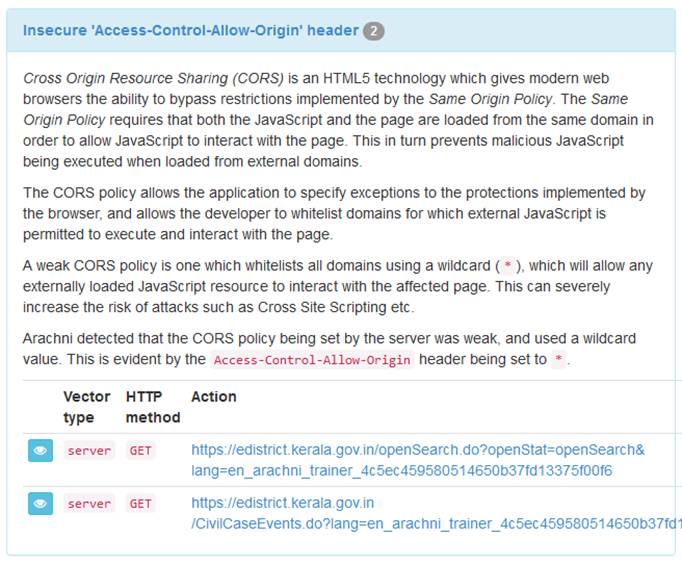 Insecure 'Access-Control-Allow-Origin' header 2
Cross Origin Resource Sharing (CORS) is an HTML5 technology which gives modern web
browsers the ability to bypass restrictions implemented by the Same Origin Policy. The Same
Origin Policy requires that both the JavaScript and the page are loaded from the same domain in
order to allow JavaScript to interact with the page. This in turn prevents malicious JavaScript
being executed when loaded from external domains.
The CORS policy allows the application to specify exceptions to the protections implemented by
the browser, and allows the developer to whitelist domains for which external JavaScript is
permitted to execute and interact with the page.
A weak CORS policy is one which whitelists all domains using a wildcard ( * ), which will allow any
externally loaded JavaScript resource to interact with the affected page. This can severely
increase the risk of attacks such as Cross Site Scripting etc.
Arachni detected that the CORS policy being set by the server was weak, and used a wildcard
value. This is evident by the Access-Control-Allow-Origin header being set to * .
Vector HTTP Action
type method
server GET https://edistrict.kerala.gov.in/openSearch.do?openStat=openSearch&
lang=en_arachni_trainer_4c5ec459580514650b37fd13375f00f6
server GET https://edistrict.kerala.gov.in
/CivilCaseEvents.do?lang=en_arachni_trainer_4c5ec459580514650b37fd1